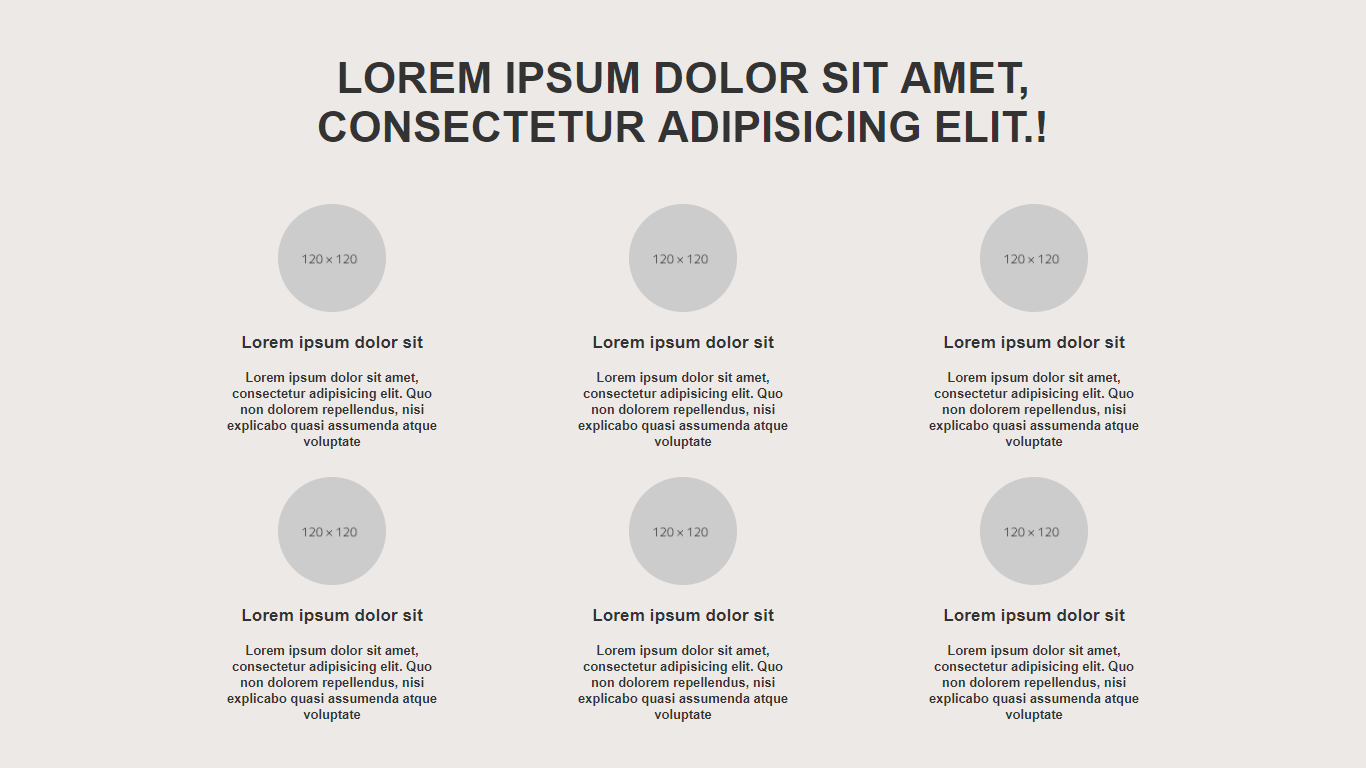 LOREM IPSUM DOLOR SIT AMET,
CONSECTETUR ADIPISICING ELIT.!
120 × 120
Lorem ipsum dolor sit
Lorem ipsum dolor sit amet,
consectetur adipisicing elit. Quo
non dolorem repellendus, nisi
explicabo quasi assumenda atque
voluptate
120 × 120
Lorem ipsum dolor sit
Lorem ipsum dolor sit amet,
consectetur adipisicing elit. Quo
non dolorem repellendus, nisi
explicabo quasi assumenda atque
voluptate
120 × 120
Lorem ipsum dolor sit
Lorem ipsum dolor sit amet,
consectetur adipisicing elit. Quo
non dolorem repellendus, nisi
explicabo quasi assumenda atque
voluptate
120 × 120
Lorem ipsum dolor sit
Lorem ipsum dolor sit amet,
consectetur adipisicing elit. Quo
non dolorem repellendus, nisi
explicabo quasi assumenda atque
voluptate
120 × 120
Lorem ipsum dolor sit
Lorem ipsum dolor sit amet,
consectetur adipisicing elit. Quo
non dolorem repellendus, nisi
explicabo quasi assumenda atque
voluptate
120 × 120
Lorem ipsum dolor sit
Lorem ipsum dolor sit amet,
consectetur adipisicing elit. Quo
non dolorem repellendus, nisi
explicabo quasi assumenda atque
voluptate